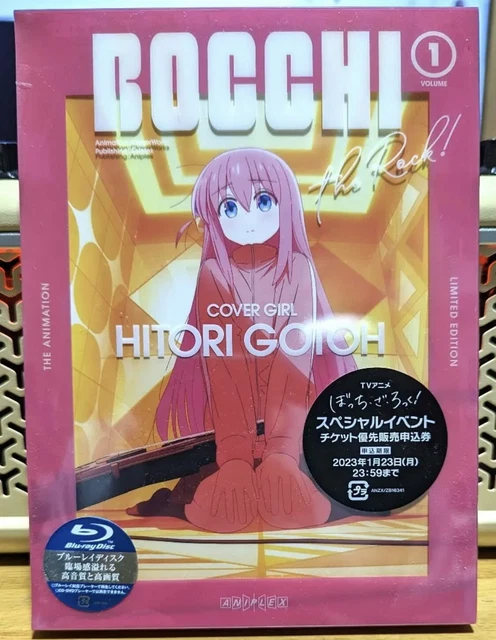 BOCCHI
1
VOLUME
the Rock!
Publishing: Aniplex
COVER GIRL
HITORI GOTOH
THE ANIMATION
LIMITED EDITION
TVアニメ
ぼっち・ざ・ろっく!
スペシャルイベント
チケット優先販売申込券
申込期限
2023年1月23日(月)
23:59まで
ANZX/ZB16341
Blu-ray Disc
ブルーレイディスク
臨場感溢れる
高音質と高画質
ANIPLEX